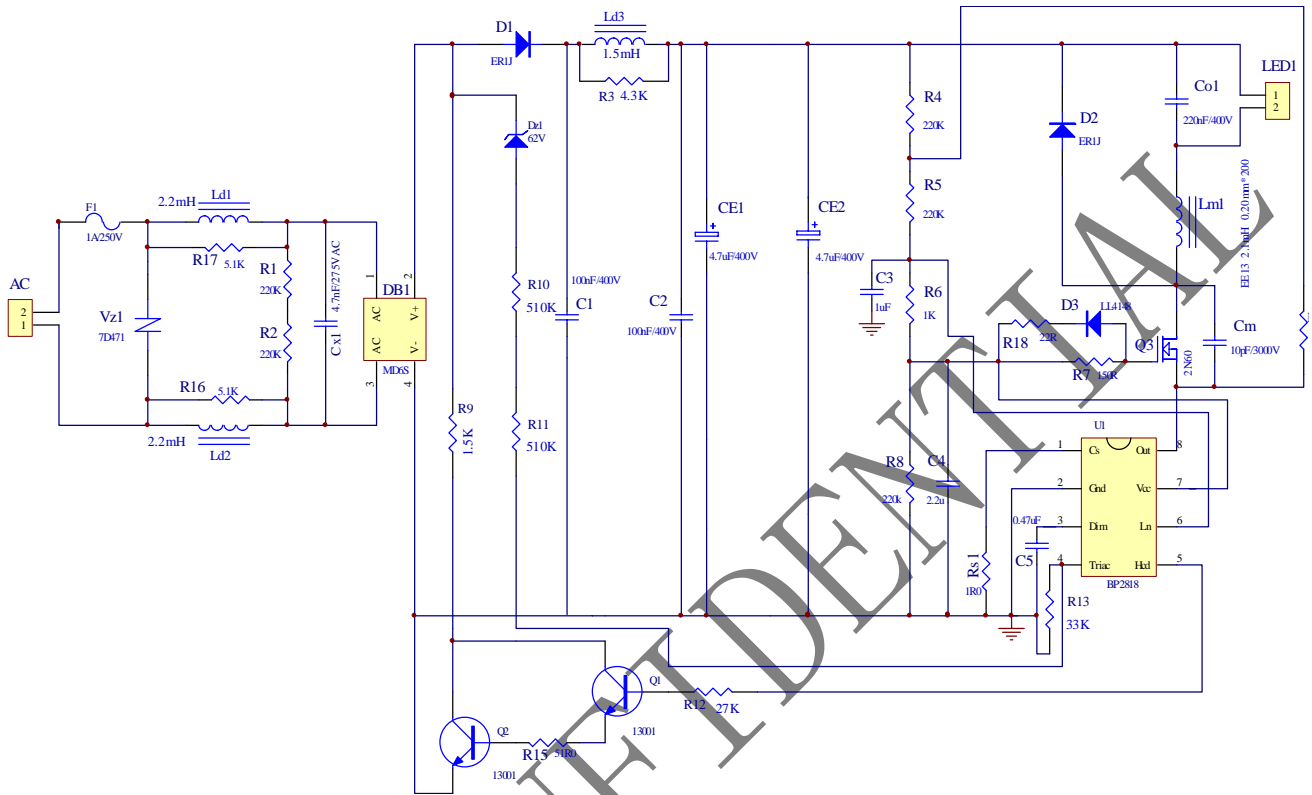 D1
ER1J
Ld3
1.5mH
R3 4.3K
Dz1
62V
R4
220K
D2
ER1J
Co1
220nF/400V
LED1
1
2
2.2mH
Ld1
F1
1A/250V
R17
5.1K
R1
220K
R2
220K
4.7nF/275VAC
Cx1
AC
2
1
Vz1
7D471
R16
5.1K
2.2mH
Ld2
1
2
DB1
AC
V+
AC
V-
MD6S
3
4
R5
220K
CE1
4.7uF/400V
CE2
4.7uF/400V
Lm1
EE13 2.1mH 0.20mm*200
R10
510K
100nF/400V
C1
C2
100nF/400V
C3
1uF
R6
1K
D3
LL4148
R18
22R
R7
150R
Q3
2N60
Cm
10pF/3000V
R9
1.5K
R11
510K
R8
220k
C4
2.2u
U1
1
Cs
Out
8
2
Gnd
Vcc
7
3
Dim
Ln
6
4
Triac
Hed
5
BP2818
0.47uF
C5
Rs1
1R0
R13
33K
Q1
13001
R12
27K
Q2
13001
R15
51R0